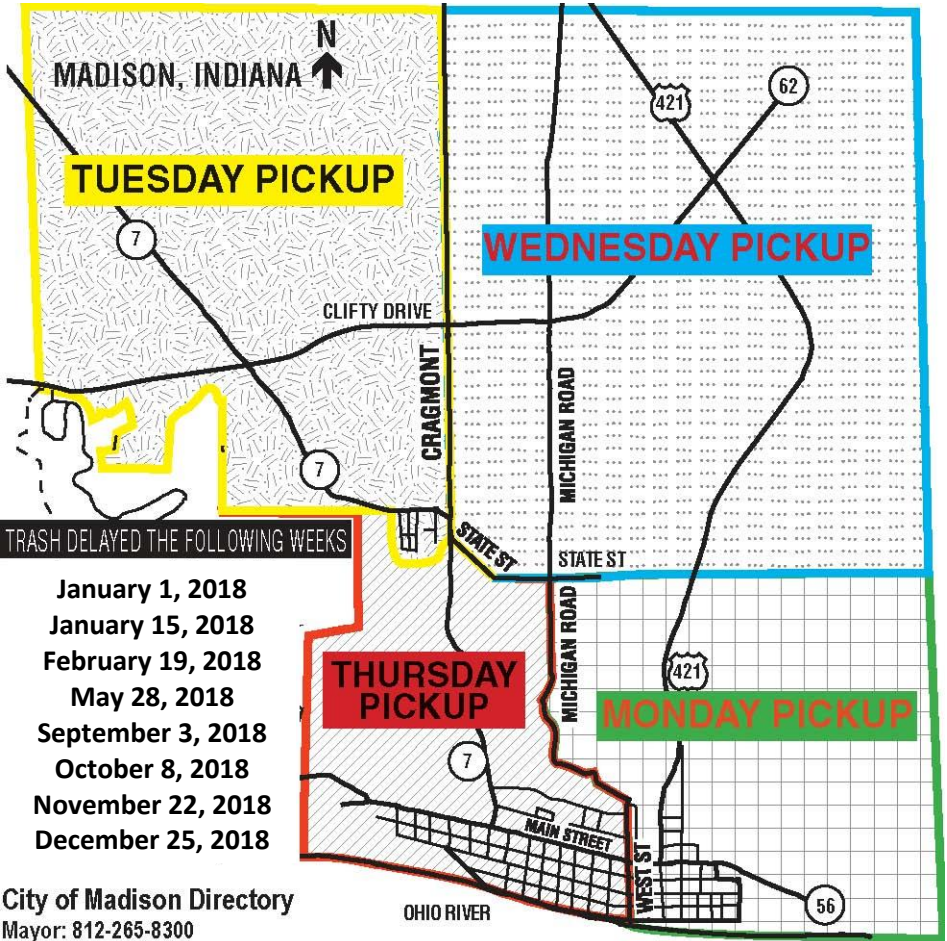 N
MADISON, INDIANA
62
421
TUESDAY PICKUP
7
WEDNESDAY PICKUP
CLIFTY DRIVE
CRAGMONT
MICHIGAN ROAD
7
TRASH DELAYED THE FOLLOWING WEEKS
STATE ST
STATE ST
January 1, 2018
January 15, 2018
February 19, 2018
May 28, 2018
September 3, 2018
October 8, 2018
November 22, 2018
December 25, 2018
MICHIGAN ROAD
THURSDAY
PICKUP
421
MONDAY PICKUP
7
MAIN STREET
WEST ST
56
OHIO RIVER
City of Madison Directory
Mayor: 812-265-8300